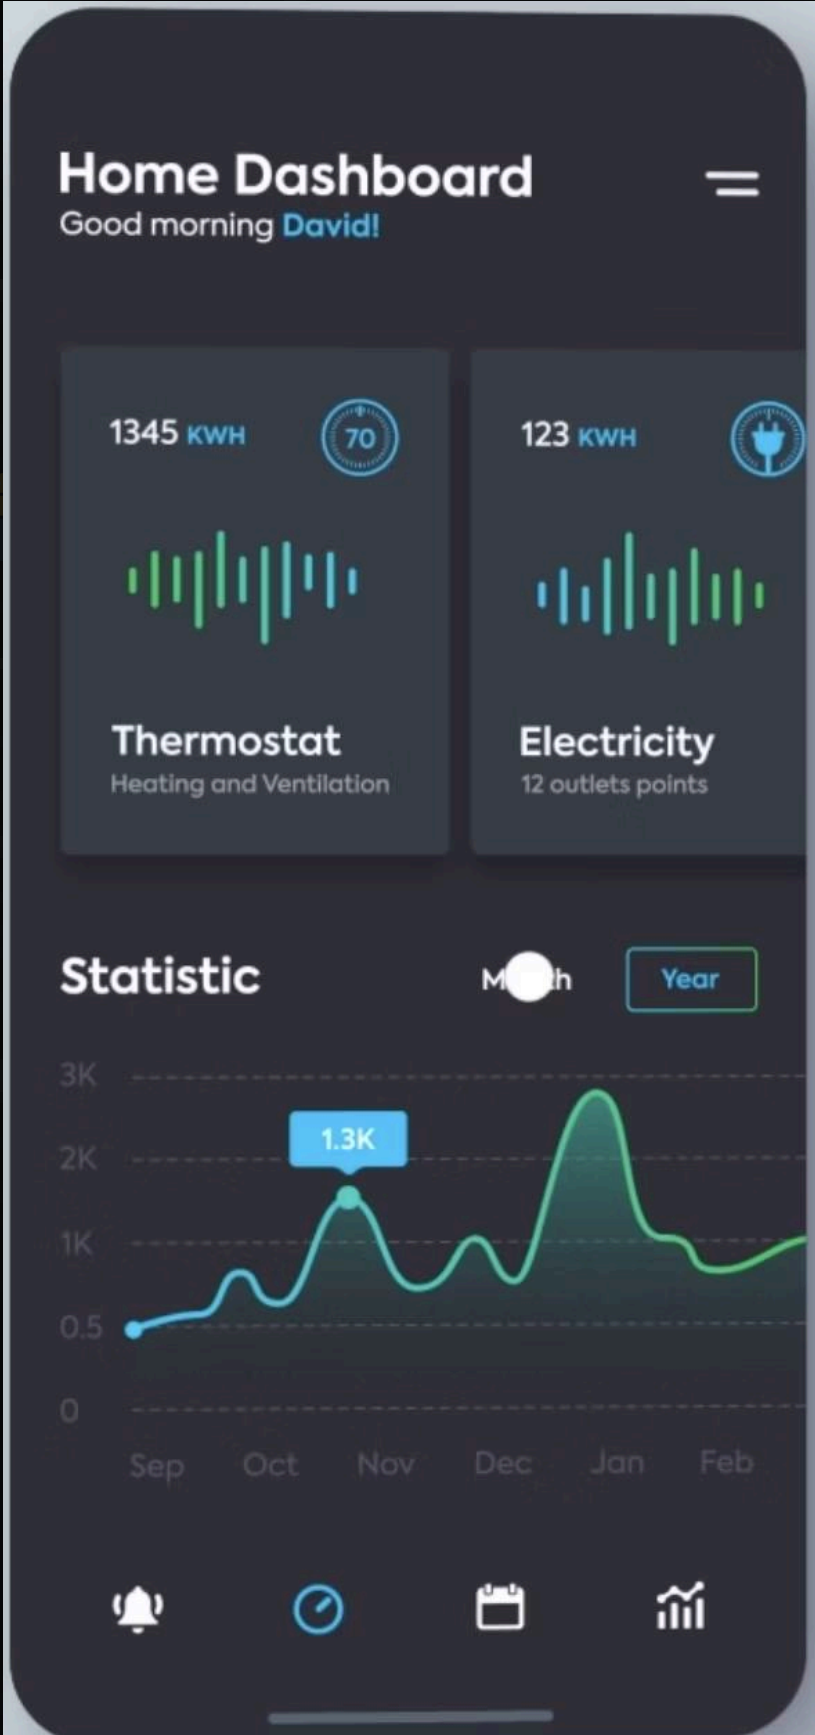 Home Dashboard
Good morning David!
1345 KWH
70
123 KWH
Thermostat
Heating and Ventilation
Electricity
12 outlets points
Statistic
Year
3K
1.3K
2K
1K
0.5
0
Sep Oct Nov Dec Jan Feb